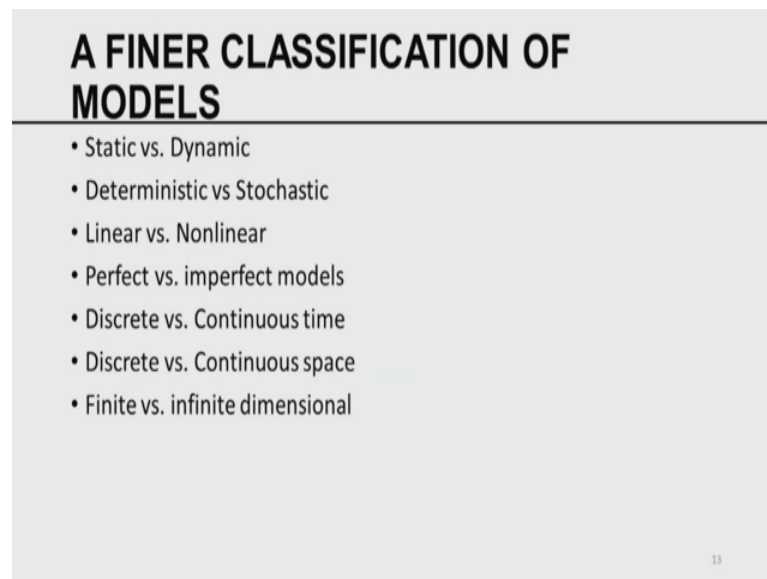 A FINER CLASSIFICATION OF
MODELS
• Static vs. Dynamic
• Deterministic vs Stochastic
• Linear vs. Nonlinear
• Perfect vs. imperfect models
• Discrete vs. Continuous time
• Discrete vs. Continuous space
• Finite vs. infinite dimensional
13